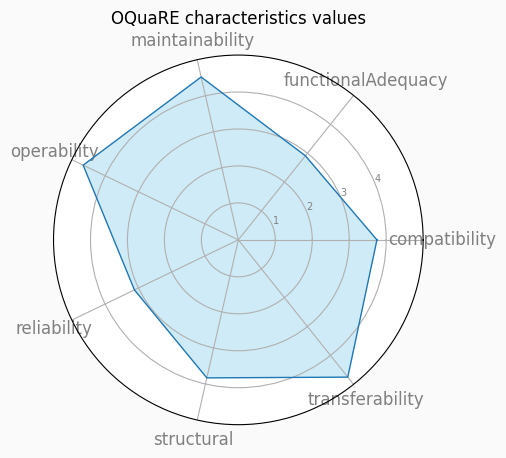 OQuaRE characteristics values
maintainability
functionalAdequacy
operability
4
3
2
1
compatibility
reliability
transferability
structural